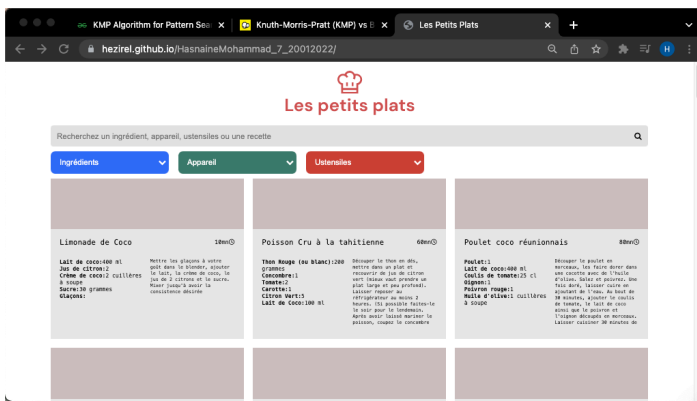 KMP Algorithm for Pattern Sea
Knuth-Morris-Pratt (KMP) vs B
Les Petits Plats
hezirel.github.io/HasnaineMohammad_7_20012022/
H
Les petits plats
Recherchez un ingrédient, appareil, ustensiles ou une recette
Ingrédients
Appareil
Ustensiles
Limonade de Coco
10mn
Lait de coco:400 ml
Jus de citron:2
Crème de coco:2 cuillères
à soupe
Sucre:30 grammes
Glaçons:
Mettre les glaçons à votre
goût dans le blender, ajouter
le lait, la crème de coco, le
jus de 2 citrons et le sucre.
Mixer jusqu'à avoir la
consistence désirée
Poisson Cru à la tahitienne
60mn
Thon Rouge (ou blanc):200
grammes
Concombre:1
Tomate:2
Carotte:1
Citron Vert:5
Lait de Coco:100 ml
Découper le thon en dés,
mettre dans un plat et
recouvrir de jus de citron
vert (mieux vaut prendre un
plat large et peu profond).
Laisser reposer au
réfrigérateur au moins 2
heures. (Si possible faites-le
le soir pour le lendemain.
Après avoir laissé mariner le
poisson, coupez le concombre
Poulet coco réunionnais
80mn
Poulet:1
Lait de coco:400 ml
Coulis de tomate:25 cl
Oignon:1
Poivron rouge:1
Huile d'olive:1 cuillères
à soupe
Découper le poulet en
morceaux, les faire dorer dans
une cocotte avec de l'huile
d'olive. Salez et poivrez. Une
fois doré, laisser cuire en
ajoutant de l'eau. Au bout de
30 minutes, ajouter le coulis
de tomate, le lait de coco
ainsi que le poivron et
l'oignon découpés en morceaux.
Laisser cuisiner 30 minutes de